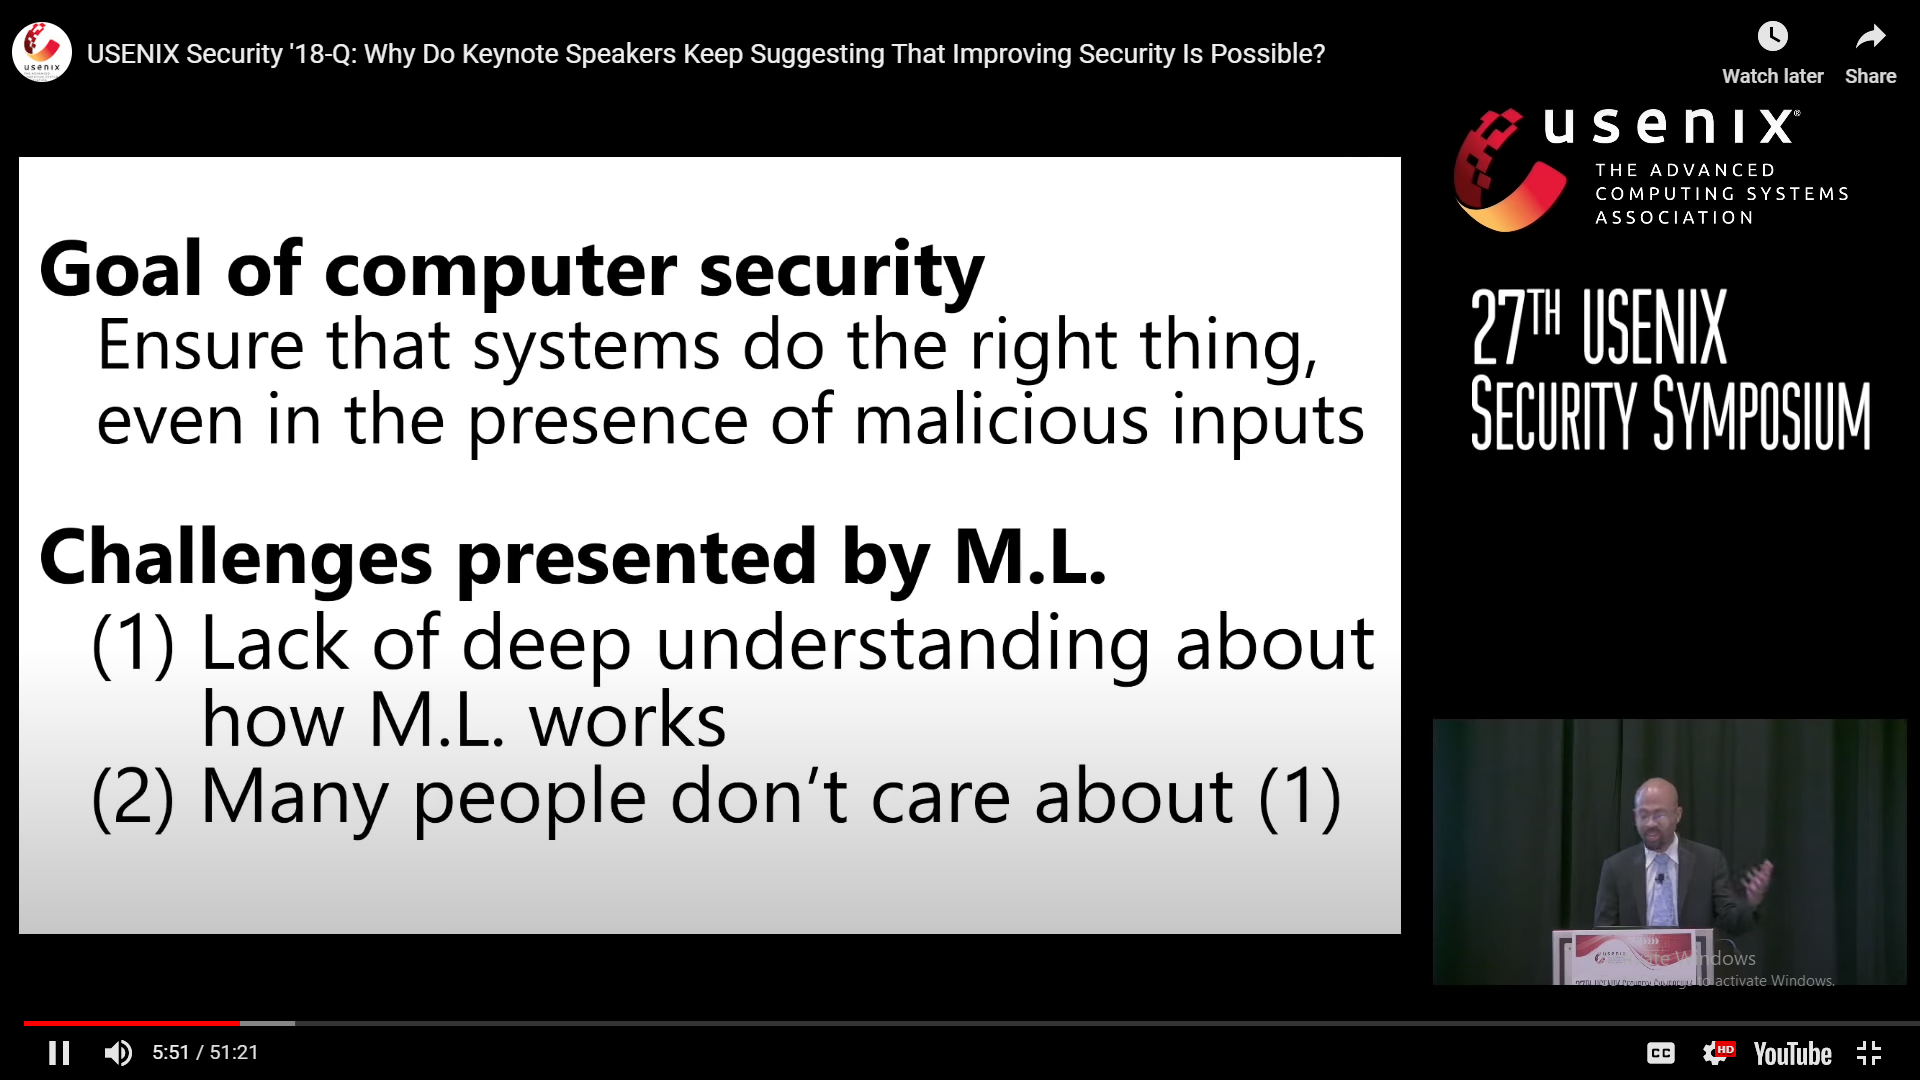 usenix
USENIX Security '18-Q: Why Do Keynote Speakers Keep Suggesting That Improving Security Is Possible?
Watch later
Share
usenix®
THE ADVANCED
COMPUTING SYSTEMS
ASSOCIATION
27TH USENIX
SECURITY SYMPOSIUM
Goal of computer security
Ensure that systems do the right thing,
even in the presence of malicious inputs
Challenges presented by M.L.
(1) Lack of deep understanding about
how M.L. works
(2) Many people don’t care about (1)
usenix
Windows
to activate Windows.
5:51 / 51:21
CC
HD
YouTube